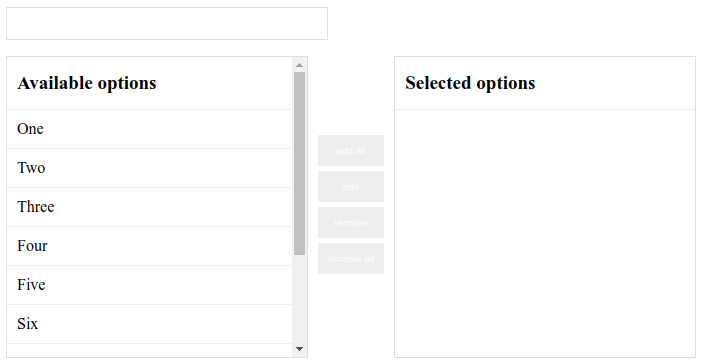 Available options
One
Two
Three
Four
Five
Six
add all
add
remove
remove all
Selected options